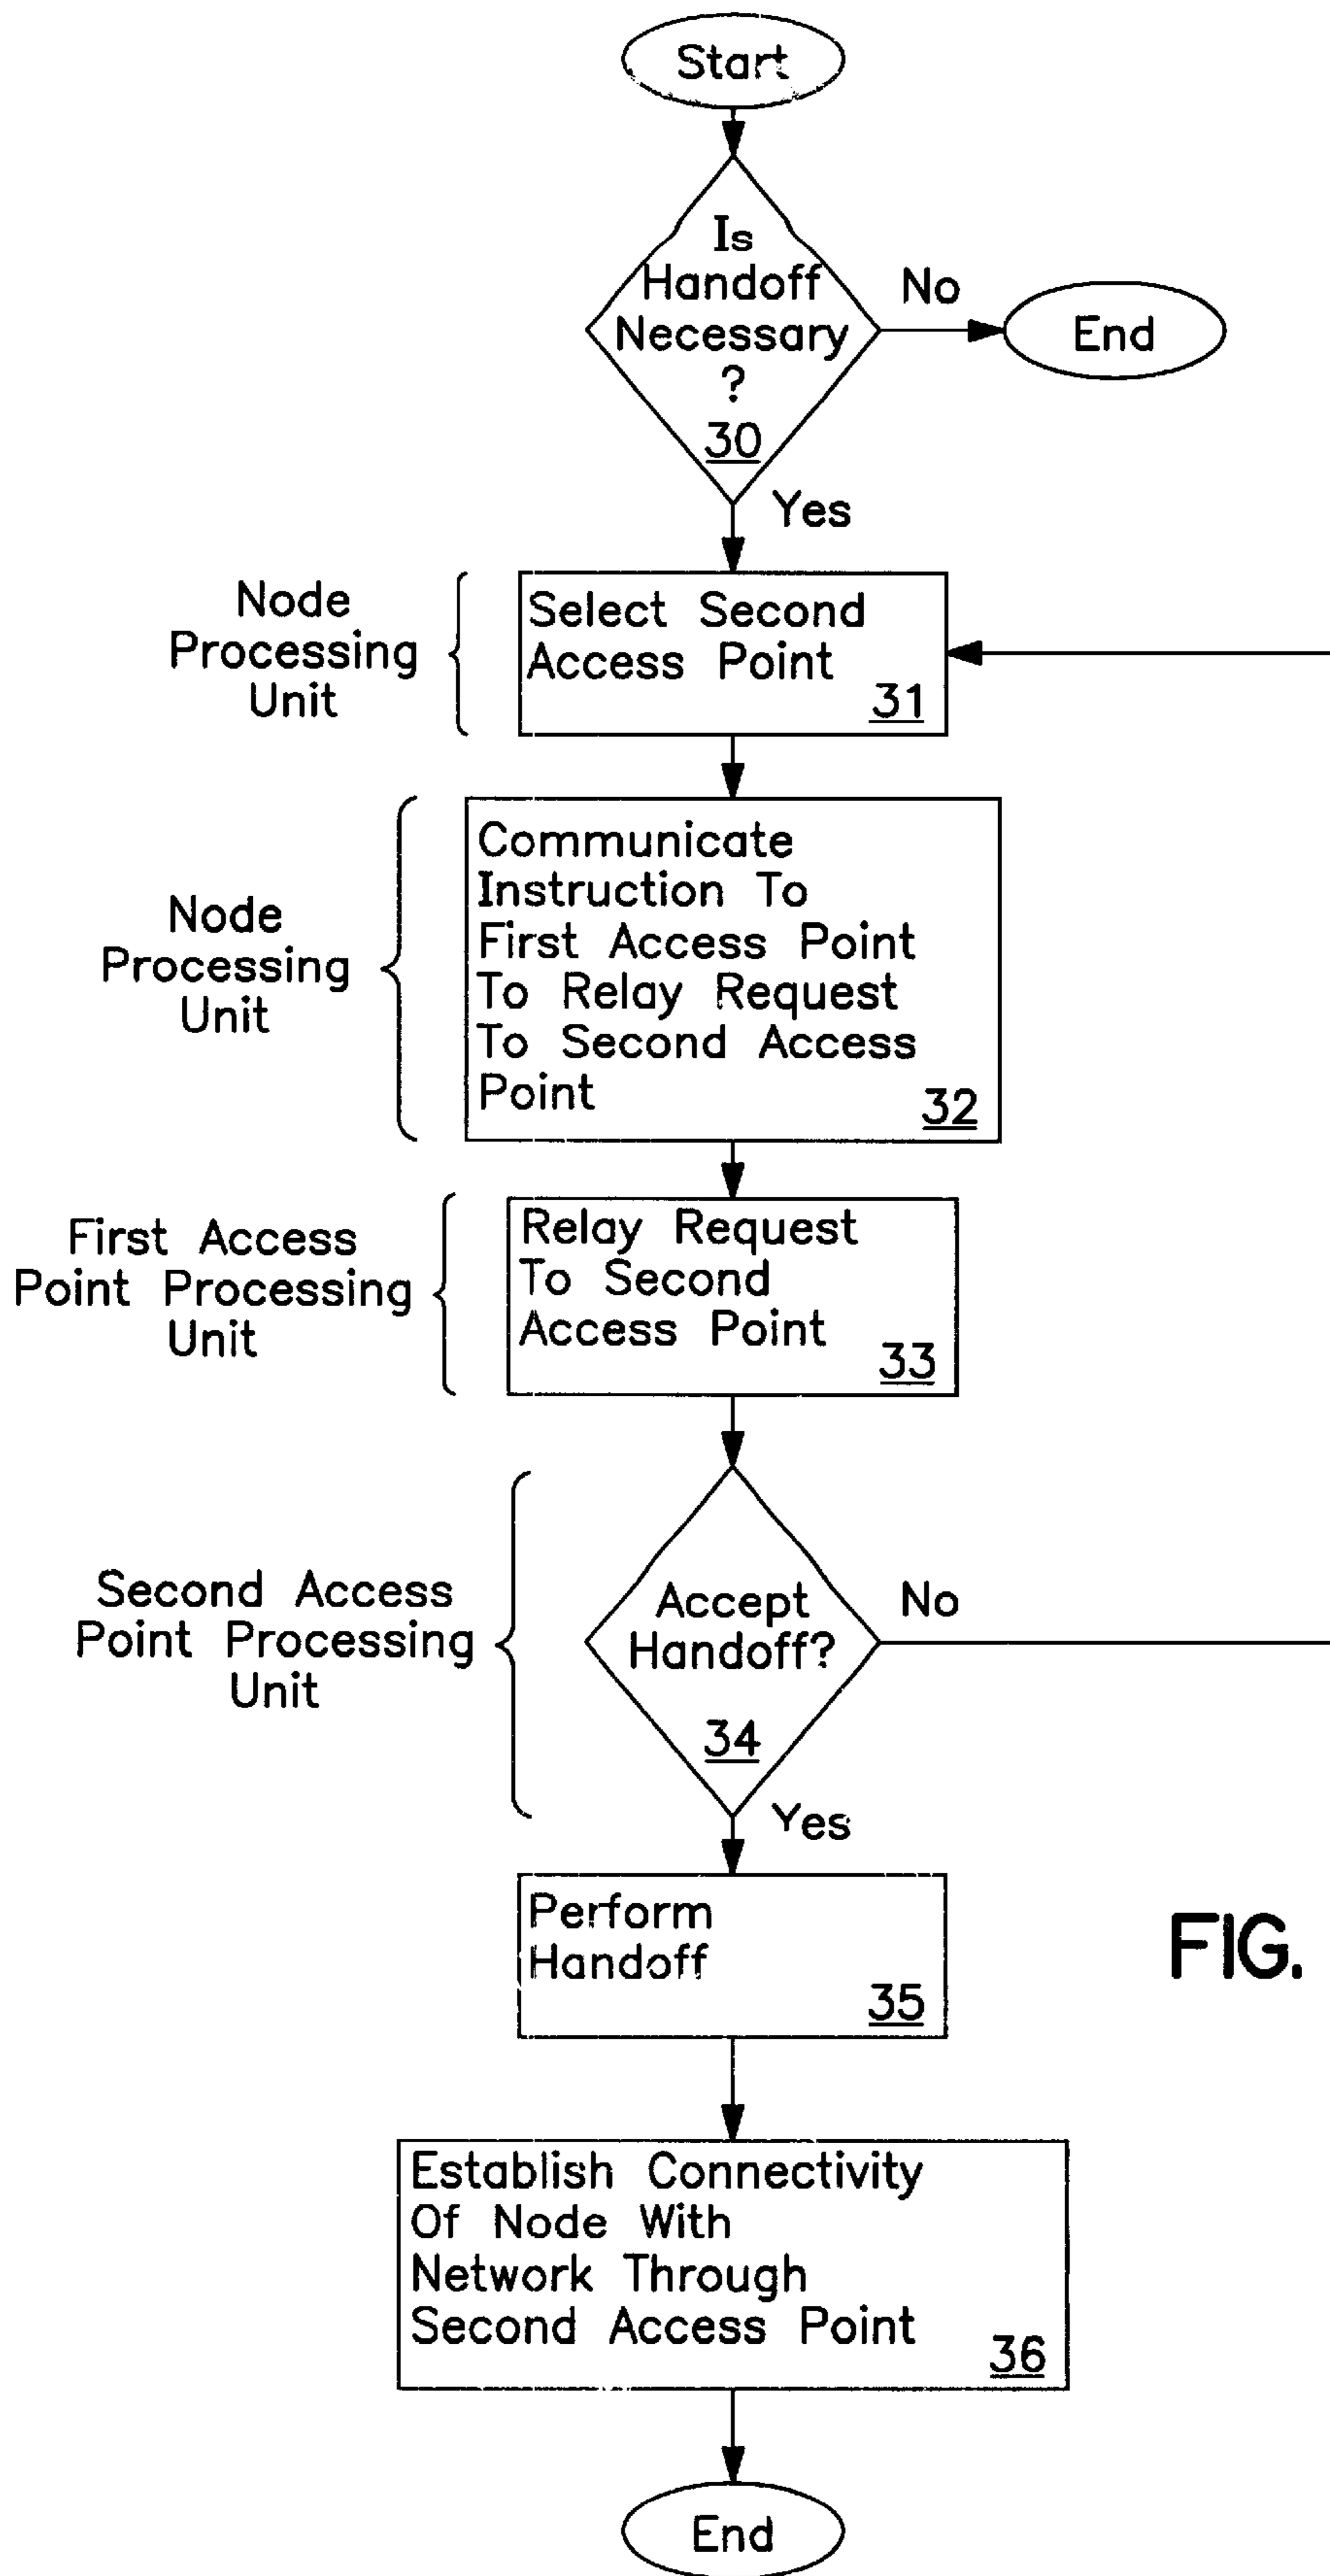 Start
Is
Handoff
Necessary
?
30
No
End
Yes
Node
Processing
Unit
Select Second
Access Point
31
Node
Processing
Unit
Communicate
Instruction To
First Access Point
To Relay Request
To Second Access
Point
32
First Access
Point Processing
Unit
Relay Request
To Second
Access Point
33
Second Access
Point Processing
Unit
Accept
Handoff?
34
No
Yes
Perform
Handoff
35
FIG.
Establish Connectivity
Of Node With
Network Through
Second Access Point
36
End